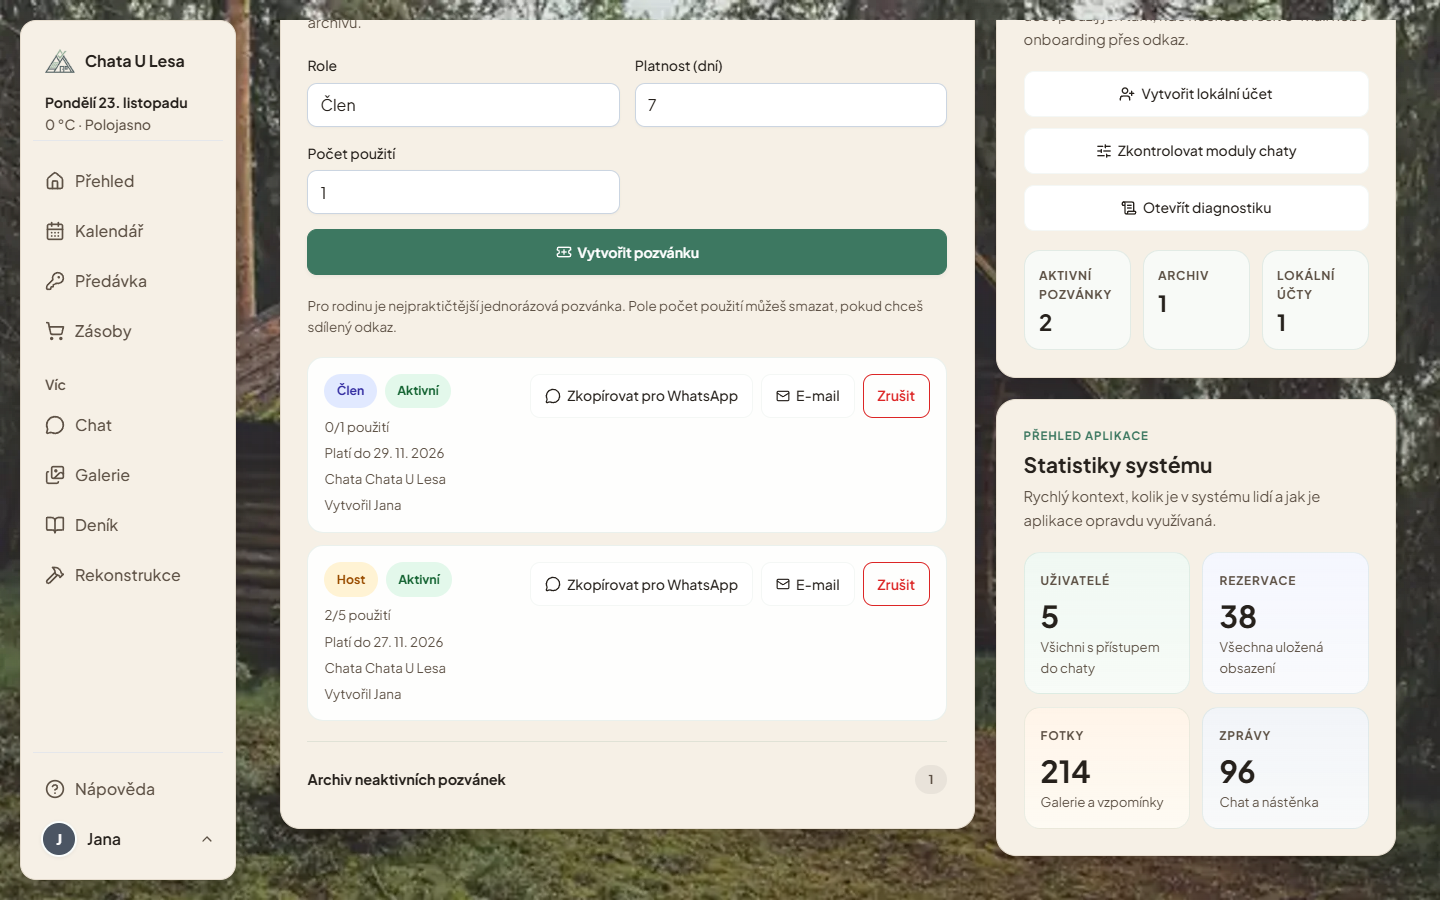 Chata U Lesa
Pondělí 23. listopadu
0 °C · Polojasno
Přehled
Kalendář
Předávka
Zásoby
Víc
Chat
Galerie
Deník
Rekonstrukce
Nápověda
J
Jana
archivu.
Role
Platnost (dní)
Člen
7
Počet použití
1
Vytvořit pozvánku
Pro rodinu je nejpraktičtější jednorázová pozvánka. Pole počet použití můžeš smazat, pokud chceš
sdílený odkaz.
Člen
Aktivní
Zkopírovat pro WhatsApp
E-mail
Zrušit
0/1 použití
Platí do 29. 11. 2026
Chata Chata U Lesa
Vytvořil Jana
Host
Aktivní
Zkopírovat pro WhatsApp
E-mail
Zrušit
2/5 použití
Platí do 27. 11. 2026
Chata Chata U Lesa
Vytvořil Jana
Archiv neaktivních pozvánek
1
onboarding přes odkaz.
Vytvořit lokální účet
Zkontrolovat moduly chaty
Otevřít diagnostiku
AKTIVNÍ
POZVÁNKY
2
ARCHIV
1
LOKÁLNÍ
ÚČTY
1
PŘEHLED APLIKACE
Statistiky systému
Rychlý kontext, kolik je v systému lidí a jak je
aplikace opravdu využívaná.
UŽIVATELÉ
5
Všichni s přístupem
do chaty
REZERVACE
38
Všechna uložená
obsazení
FOTKY
214
Galerie a vzpomínky
ZPRÁVY
96
Chat a nástěnka